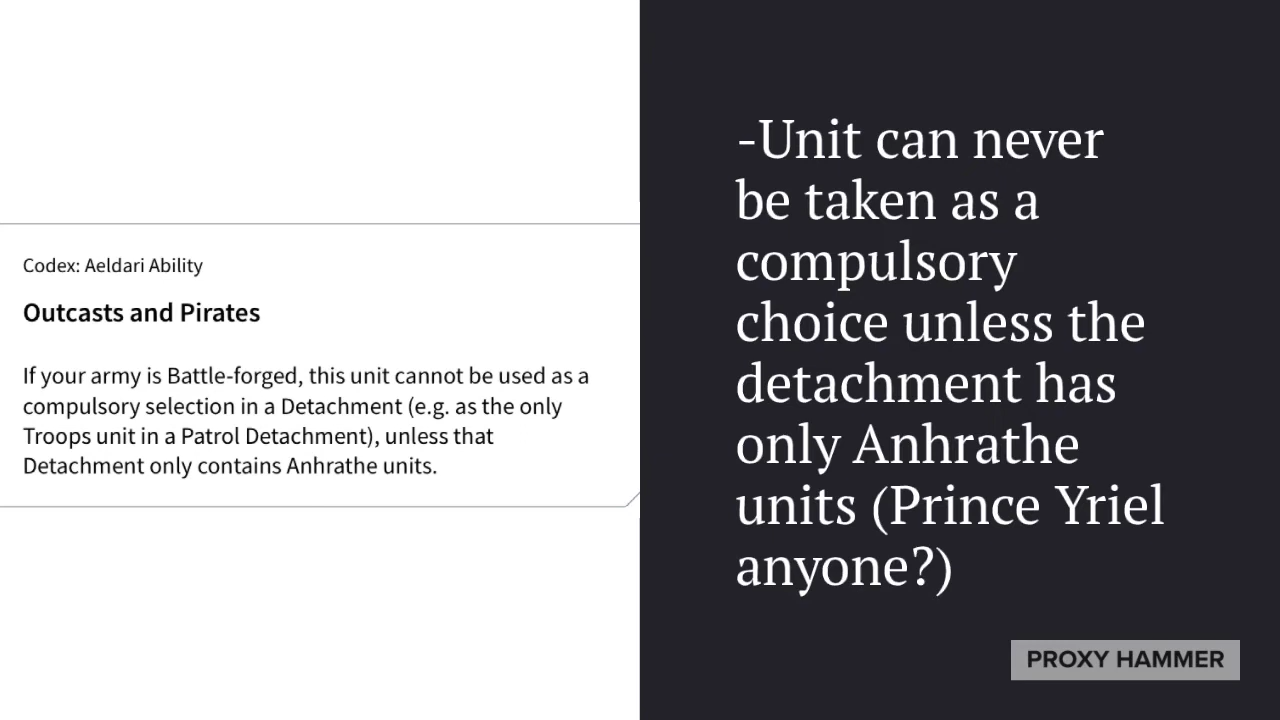 Codex: Aeldari Ability
Outcasts and Pirates
If your army is Battle-forged, this unit cannot be used as a
compulsory selection in a Detachment (e.g. as the only
Troops unit in a Patrol Detachment), unless that
Detachment only contains Anhrathe units.
-Unit can never
be taken as a
compulsory
choice unless the
detachment has
only Anhrathe
units (Prince Yriel
anyone?)
PROXY HAMMER